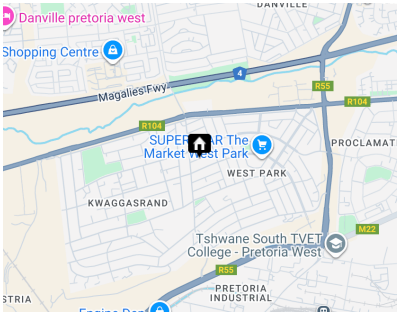 DANVILLE
Danville pretoria west
Shopping Centre
4
R55
Magalies Fwy
R104
R104
SUPERSPAR The
Market West Park
PROCLAMAT
WEST PARK
KWAGGASRAND
M22
Tshwane South TVET
College - Pretoria West
R55
PRETORIA
INDUSTRIAL
STRIA